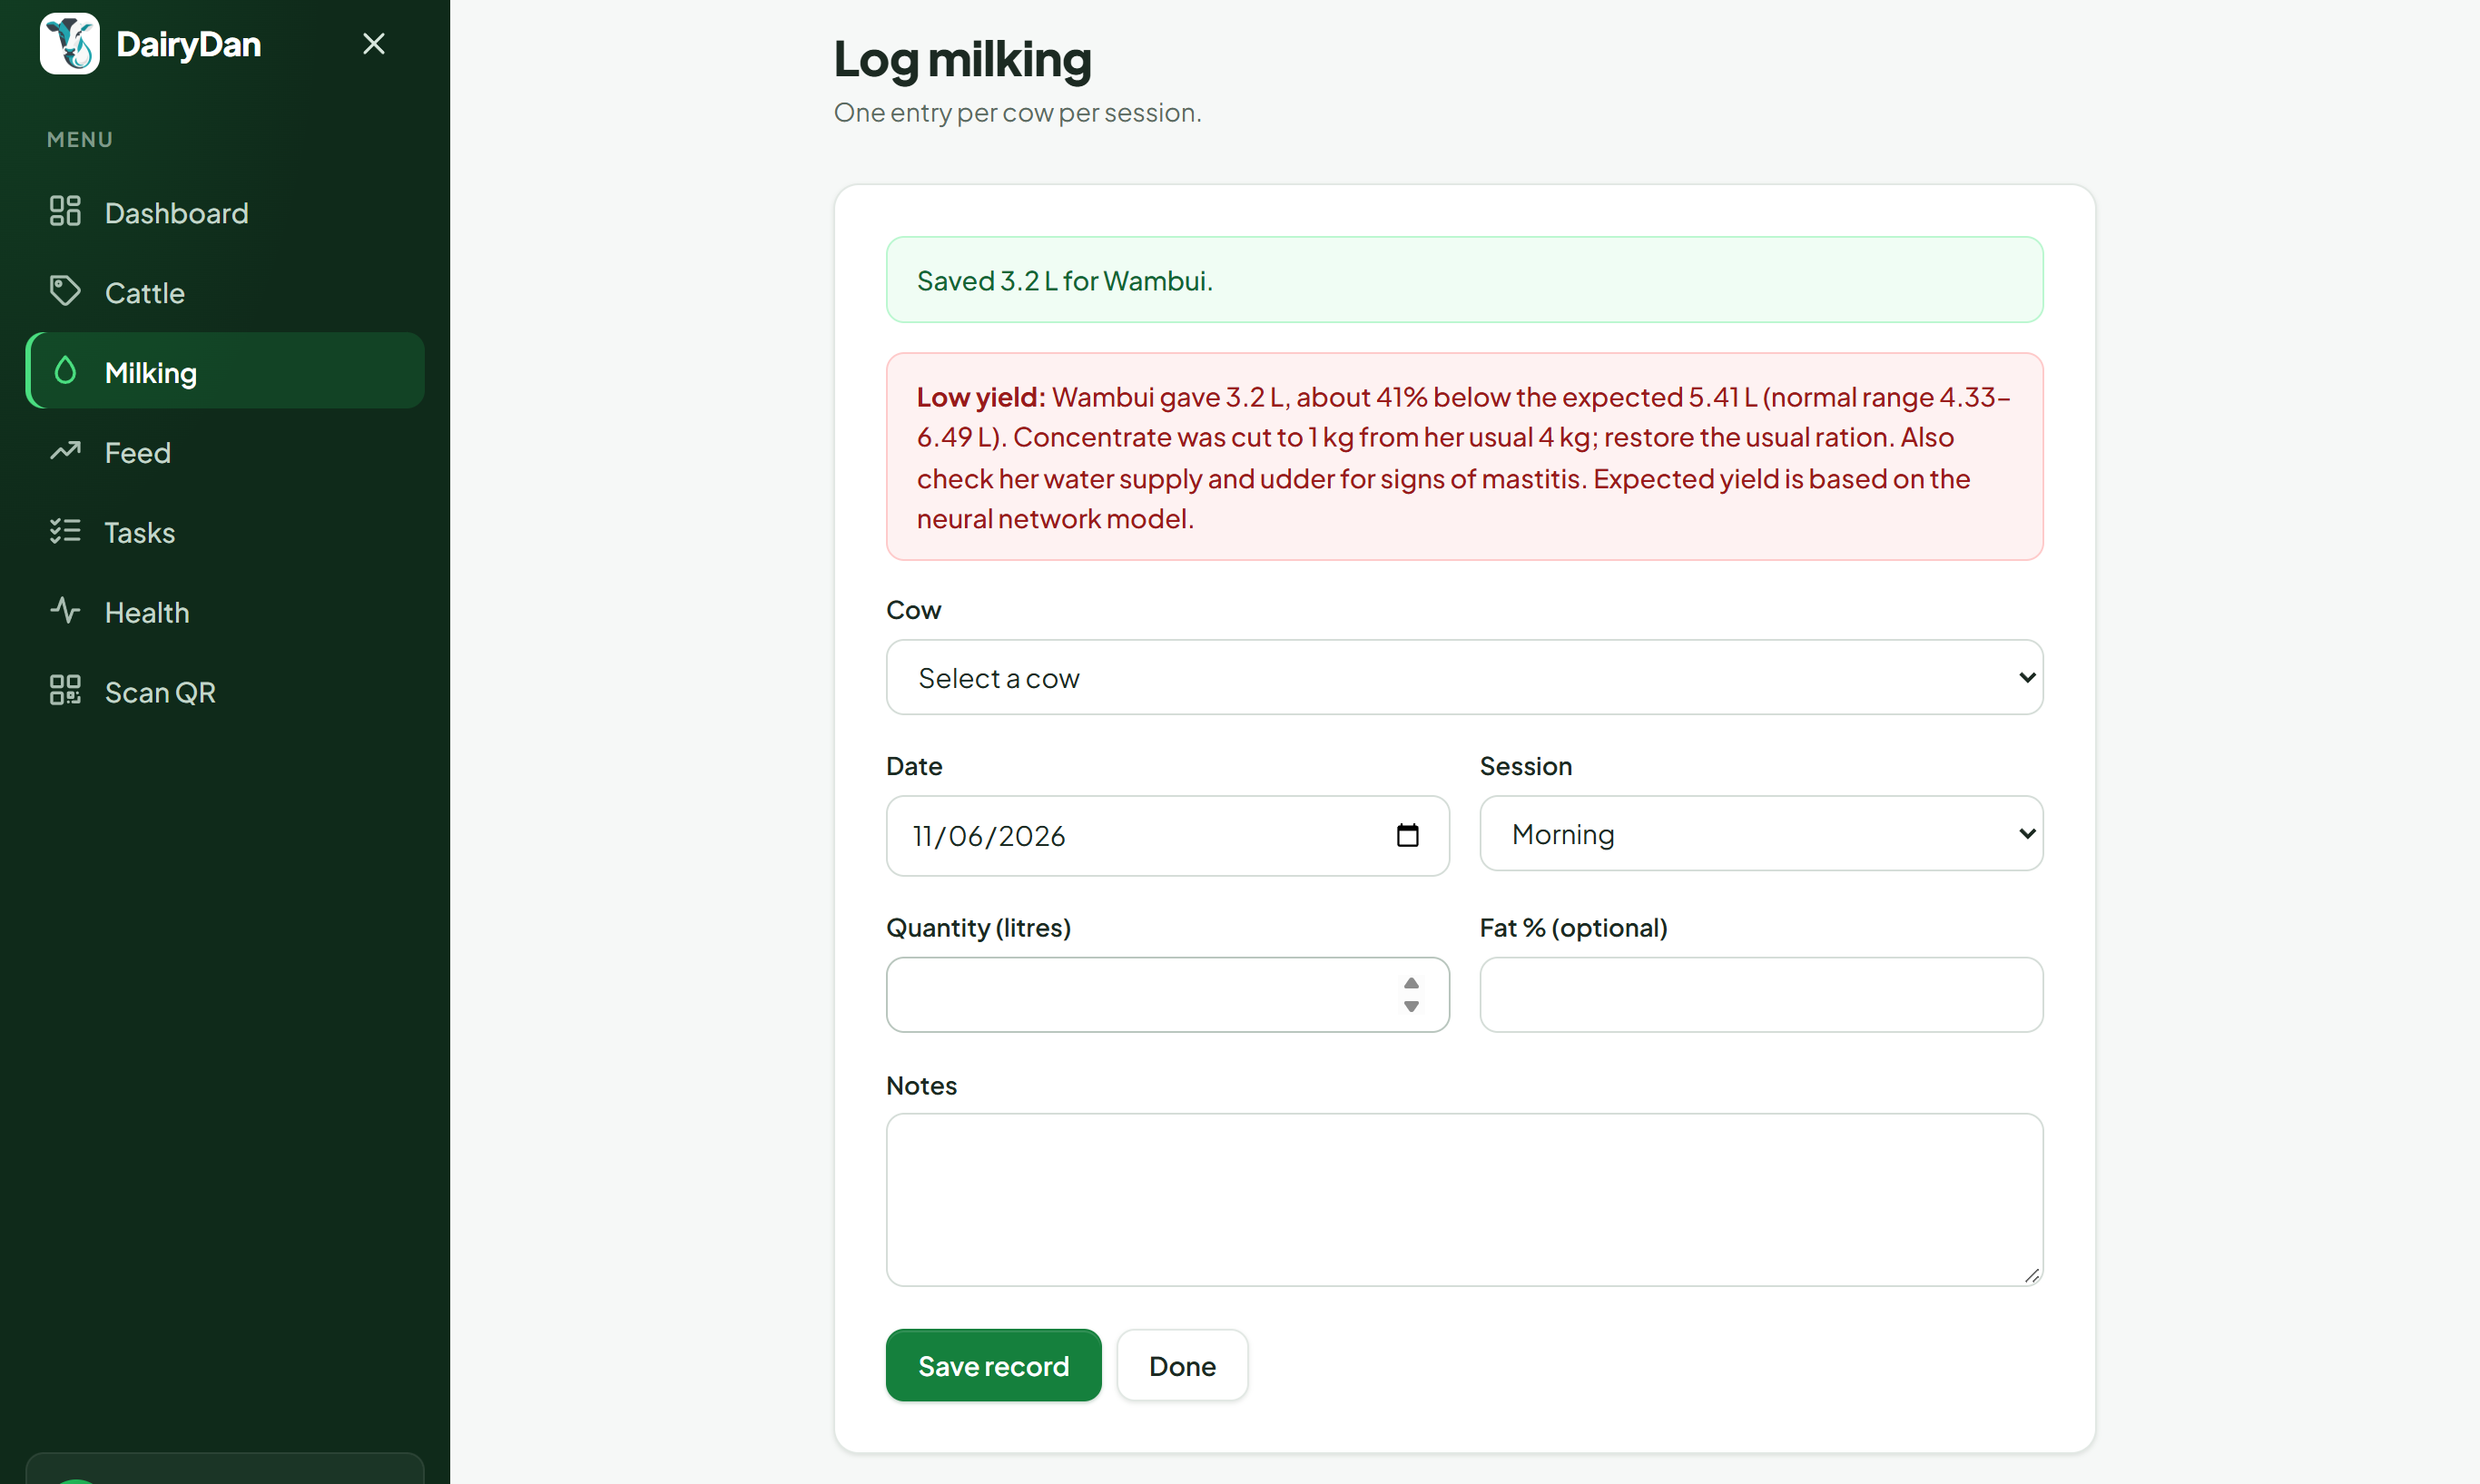 DairyDan
MENU
Dashboard
Cattle
Milking
Feed
Tasks
Health
Scan QR
Log milking
One entry per cow per session.
Saved 3.2 L for Wambui.
Low yield: Wambui gave 3.2 L, about 41% below the expected 5.41 L (normal range 4.33–
6.49 L). Concentrate was cut to 1 kg from her usual 4 kg; restore the usual ration. Also
check her water supply and udder for signs of mastitis. Expected yield is based on the
neural network model.
Cow
Select a cow
Date
Session
11/06/2026
Morning
Quantity (litres)
Fat % (optional)
Notes
Save record
Done